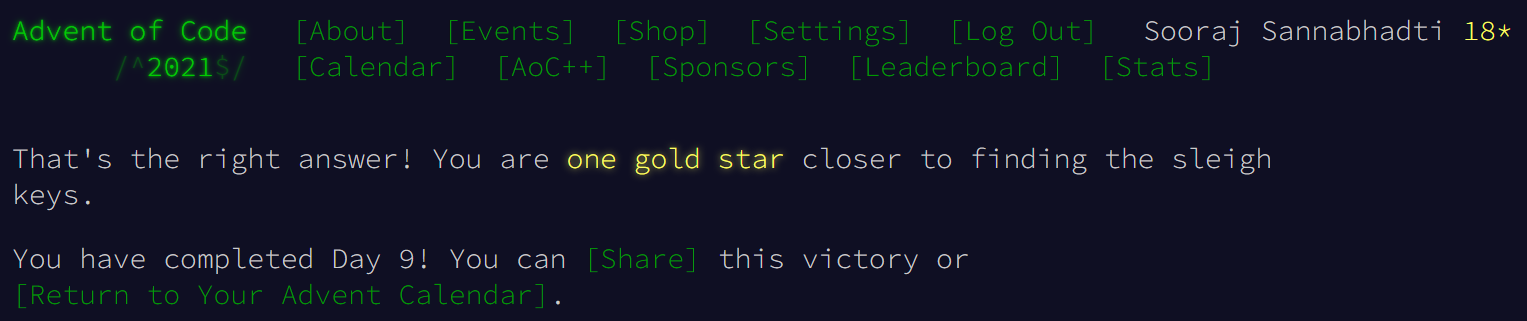 Advent of Code [About] [Events] [Shop] [Settings] [Log Out] Sooraj Sannabhadti 18*
/^2021$/ [Calendar] [AoC++] [Sponsors] [Leaderboard] [Stats]
That's the right answer! You are one gold star closer to finding the sleigh
keys.
You have completed Day 9! You can [Share] this victory or
[Return to Your Advent Calendar].